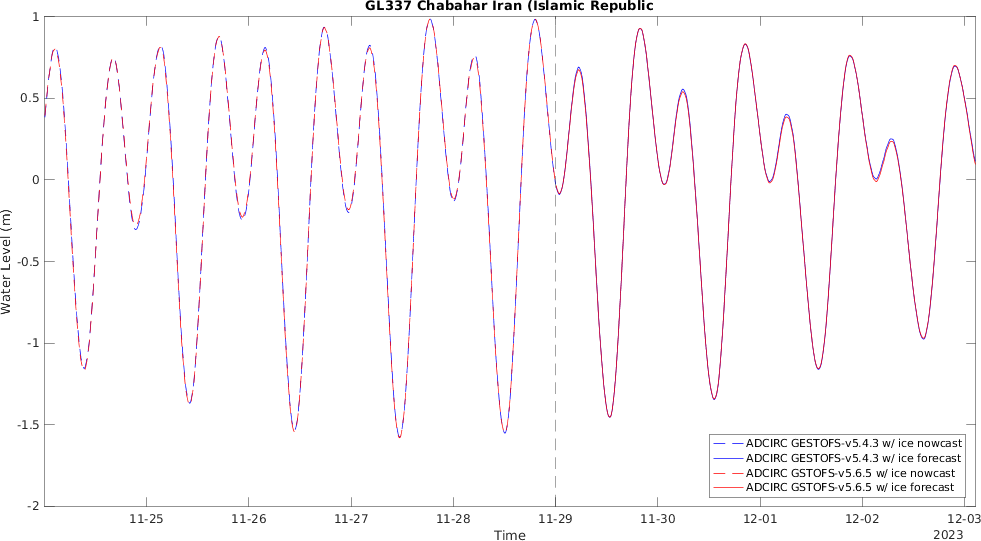 GL337 Chabahar Iran (Islamic Republic
1
0.5
0
-0.5
-1
-1.5
-2
Water Level (m)
11-25 11-26 11-27 11-28 11-29 11-30 12-01 12-02 12-03
2023
Time
ADCIRC GESTOFS-v5.4.3 w/ ice nowcast
ADCIRC GESTOFS-v5.4.3 w/ ice forecast
ADCIRC GSTOFS-v5.6.5 w/ ice nowcast
ADCIRC GSTOFS-v5.6.5 w/ ice forecast